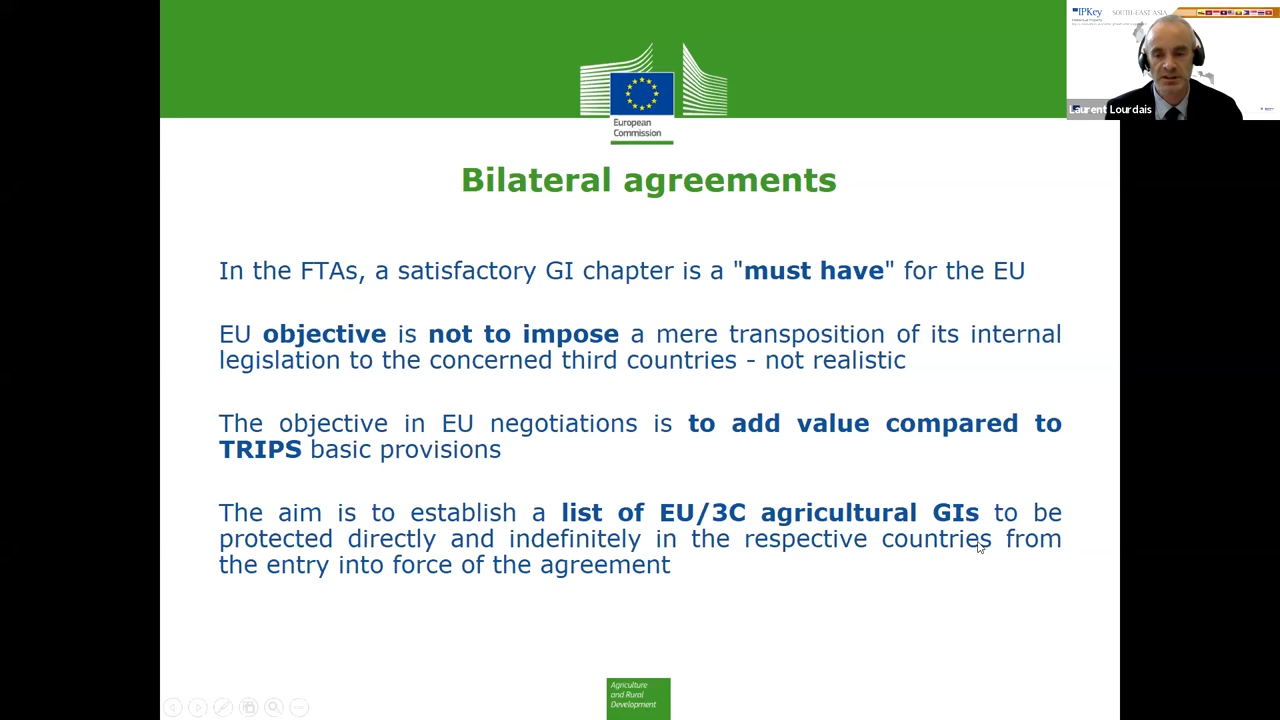 IPKey SOUTH-EAST ASIA
Laurent Lourdais
European
Commission
Bilateral agreements
In the FTAs, a satisfactory GI chapter is a "must have" for the EU
EU objective is not to impose a mere transposition of its internal
legislation to the concerned third countries - not realistic
The objective in EU negotiations is to add value compared to
TRIPS basic provisions
The aim is to establish a list of EU/3C agricultural GIs to be
protected directly and indefinitely in the respective countries from
the entry into force of the agreement
Agriculture
and Rural
Development